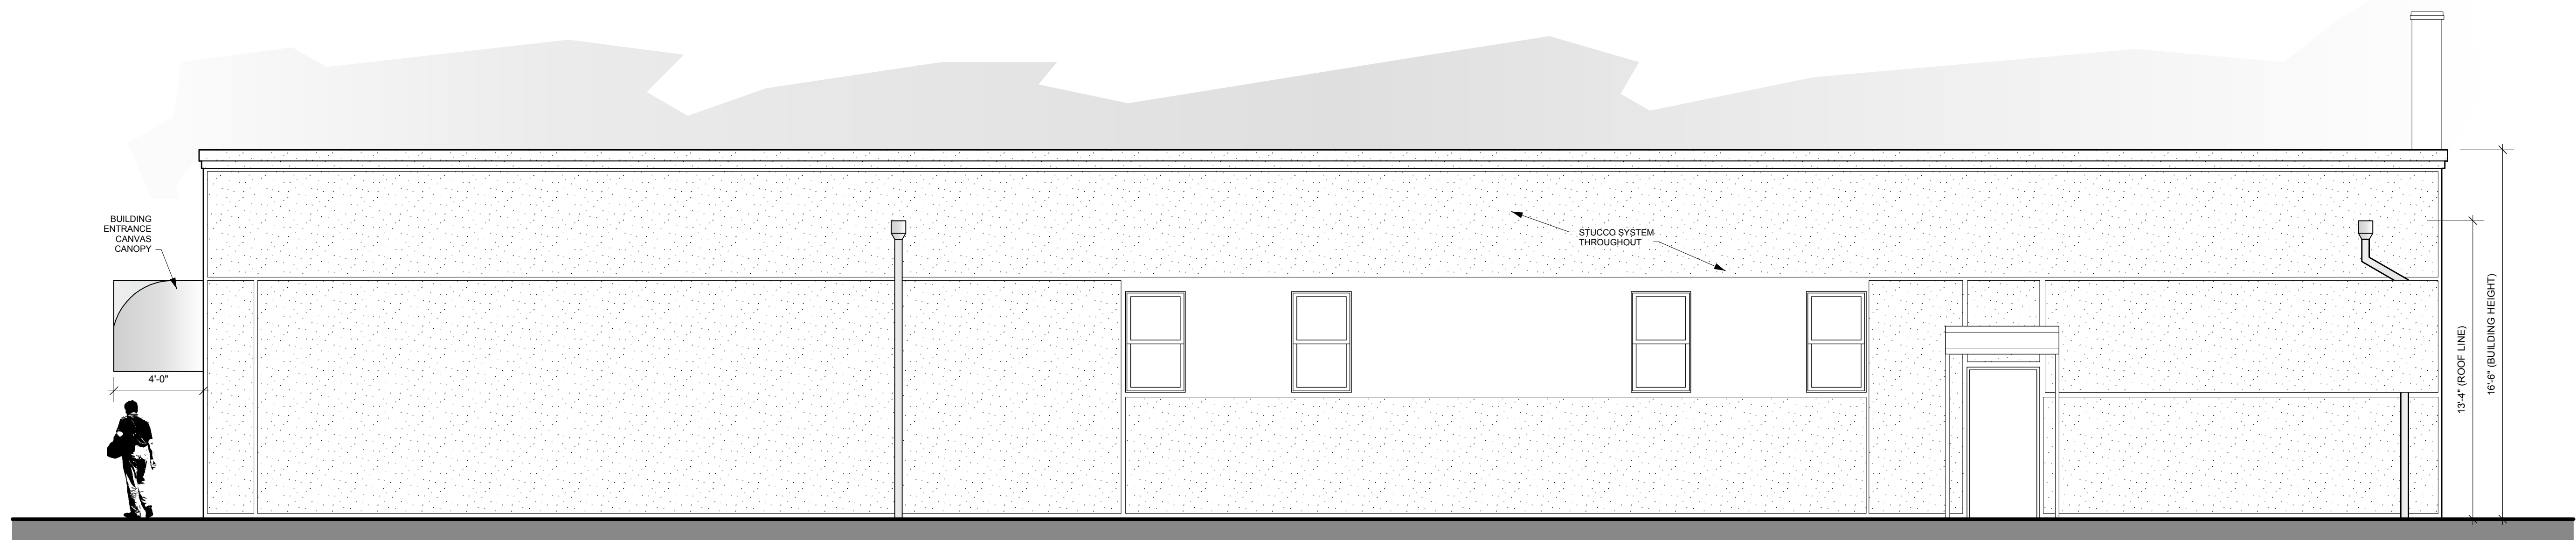 BUILDING
ENTRANCE
CANVAS
CANOPY
4'-0"
STUCCO SYSTEM
THROUGHOUT
13'-4" (ROOF LINE)
16'-6" (BUILDING HEIGHT)